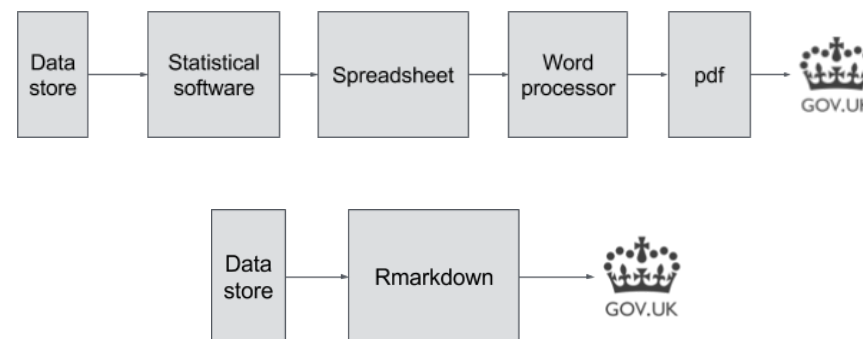 Data
store
Statistical
software
Spreadsheet
Word
processor
pdf
GOV.UK
Data
store
Rmarkdown
GOV.UK